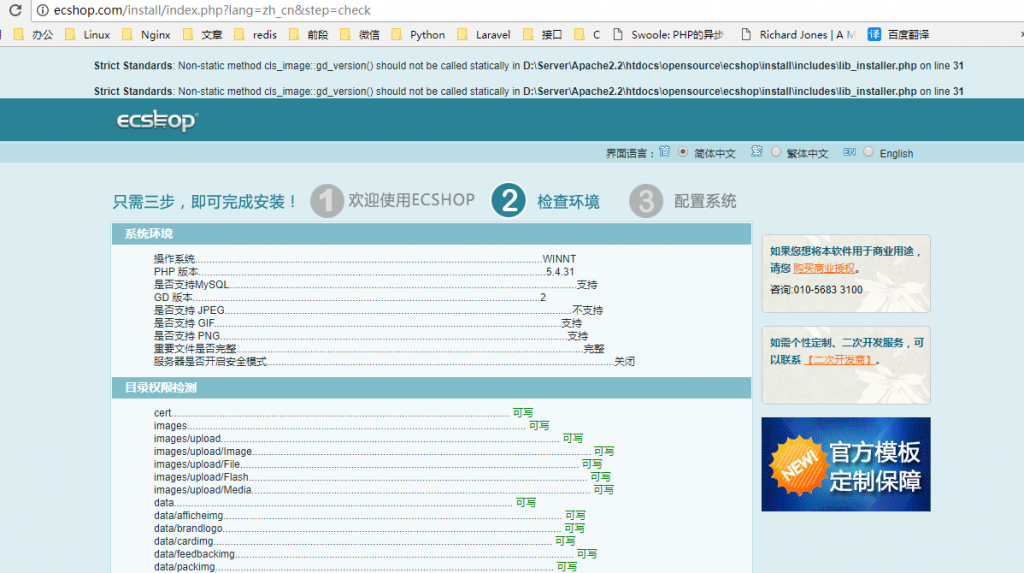 ecshop.com/install/index.php?lang=zh_cn&step=check
办公 Linux Nginx 文章 redis 前段 微信 Python Laravel 接口 C Swoole: PHP的异步 Richard Jones | A M 译 百度翻译
Strict Standards: Non-static method cls_image::gd_version() should not be called statically in D:\Server\Apache2.2\htdocs\opensource\ecshop\install\includes\lib_installer.php on line 31
Strict Standards: Non-static method cls_image::gd_version() should not be called statically in D:\Server\Apache2.2\htdocs\opensource\ecshop\install\includes\lib_installer.php on line 31
ecshop
界面语言： 简 简体中文 繁 繁体中文 EN English
只需三步，即可完成安装！ 1 欢迎使用ECSHOP 2 检查环境 3 配置系统
系统环境
操作系统...WINNT
PHP 版本...5.4.31
是否支持MySQL...支持
GD 版本...2
是否支持 JPEG...不支持
是否支持 GIF...支持
是否支持 PNG...支持
重要文件是否完整...完整
服务器是否开启安全模式...关闭
目录权限检测
cert...可写
images...可写
images/upload...可写
images/upload/Image...可写
images/upload/File...可写
images/upload/Flash...可写
images/upload/Media...可写
data...可写
data/afficheimg...可写
data/brandlogo...可写
data/cardimg...可写
data/feedbackimg...可写
data/packimg...可写
如果您想将本软件用于商业用途，
请您 购买商业授权。
咨询:010-5683 3100
如需个性定制、二次开发服务，可
以联系 【二次开发商】。
NEW!
官方模板
定制保障